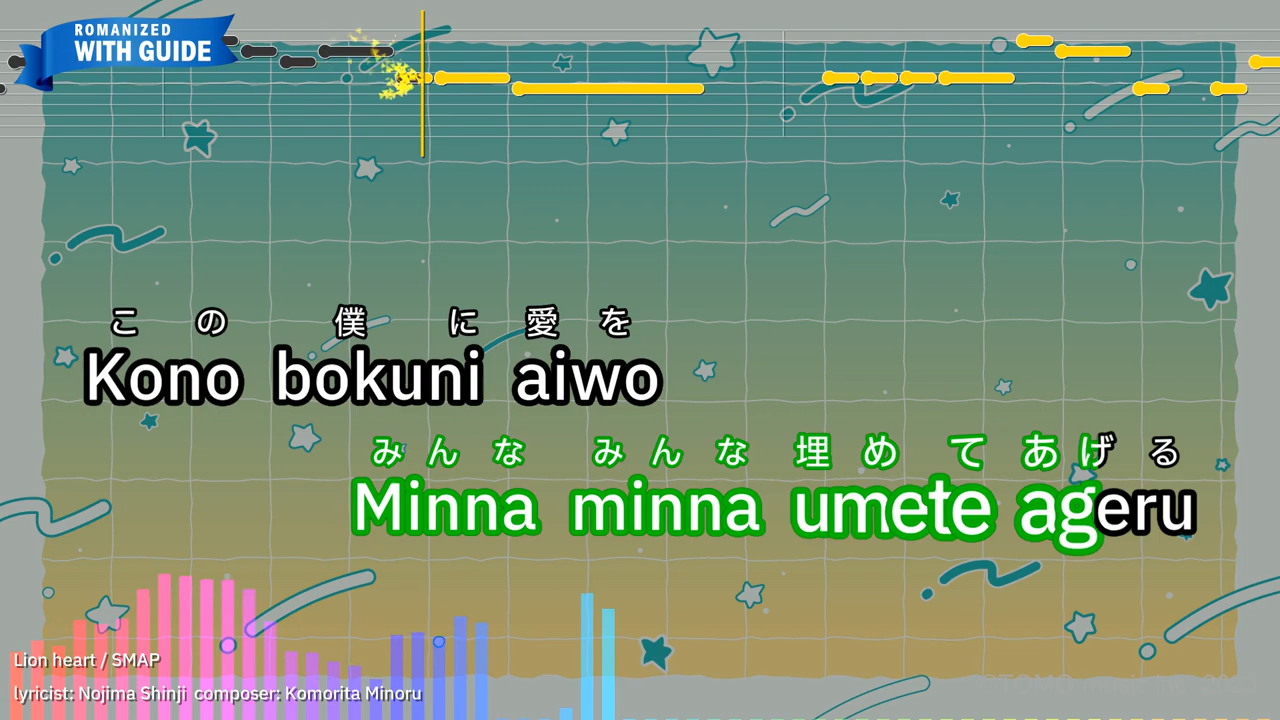 ROMANIZED
WITH GUIDE
この僕に愛を
Kono bokuni aiwo
みんな みんな 埋めてあげる
Minna minna umete ageru
Lion heart / SMAP
lyricist: Nojima Shinji composer: Komorita Minoru